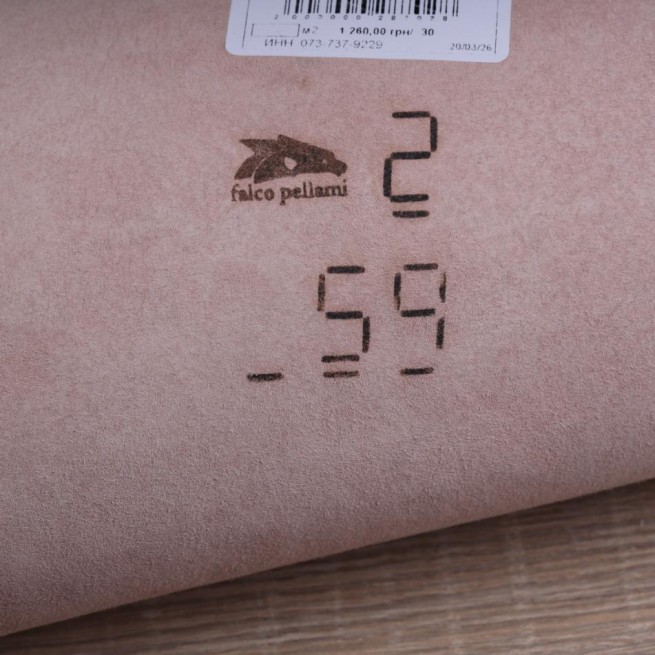 м2 1 260,00 грн/ 30
ИНН 073-737-9229 20/03/26
falco pellami
2
59